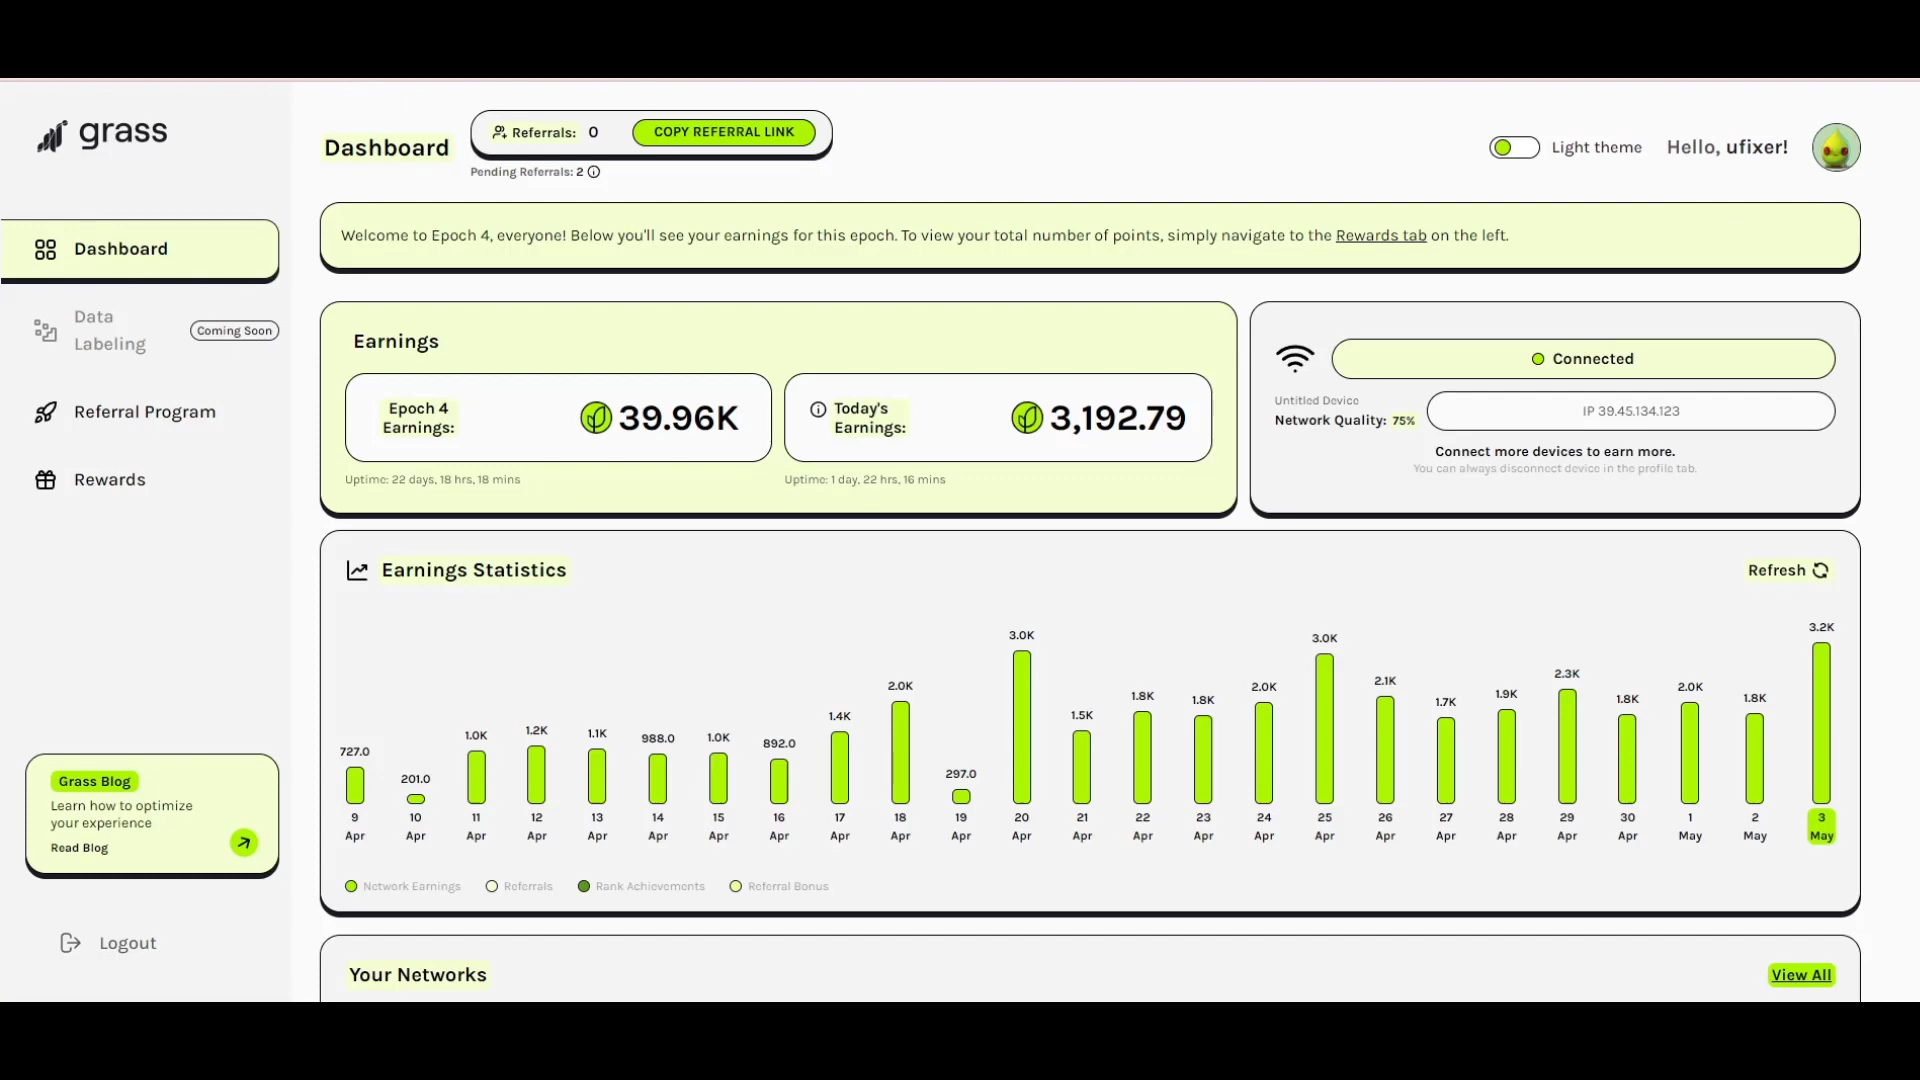 grass
Dashboard
Referrals: 0
COPY REFERRAL LINK
Pending Referrals: 2
Light theme
Hello, ufixer!
Dashboard
Data
Labeling
Coming Soon
Referral Program
Rewards
Grass Blog
Learn how to optimize
your experience
Read Blog
Logout
Welcome to Epoch 4, everyone! Below you'll see your earnings for this epoch. To view your total number of points, simply navigate to the Rewards tab on the left.
Earnings
Epoch 4
Earnings:
39.96K
Uptime: 22 days, 18 hrs, 18 mins
Today's
Earnings:
3,192.79
Uptime: 1 day, 22 hrs, 16 mins
Connected
Untitled Device
Network Quality: 75%
IP 39.45.134.123
Connect more devices to earn more.
You can always disconnect device in the profile tab.
Earnings Statistics
Refresh
727.0
201.0
1.0K
1.2K
1.1K
988.0
1.0K
892.0
1.4K
2.0K
297.0
3.0K
1.5K
1.8K
1.8K
2.0K
3.0K
2.1K
1.7K
1.9K
2.3K
1.8K
2.0K
1.8K
3.2K
9 Apr
10 Apr
11 Apr
12 Apr
13 Apr
14 Apr
15 Apr
16 Apr
17 Apr
18 Apr
19 Apr
20 Apr
21 Apr
22 Apr
23 Apr
24 Apr
25 Apr
26 Apr
27 Apr
28 Apr
29 Apr
30 Apr
1 May
2 May
3 May
Network Earnings
Referrals
Rank Achievements
Referral Bonus
Your Networks
View All